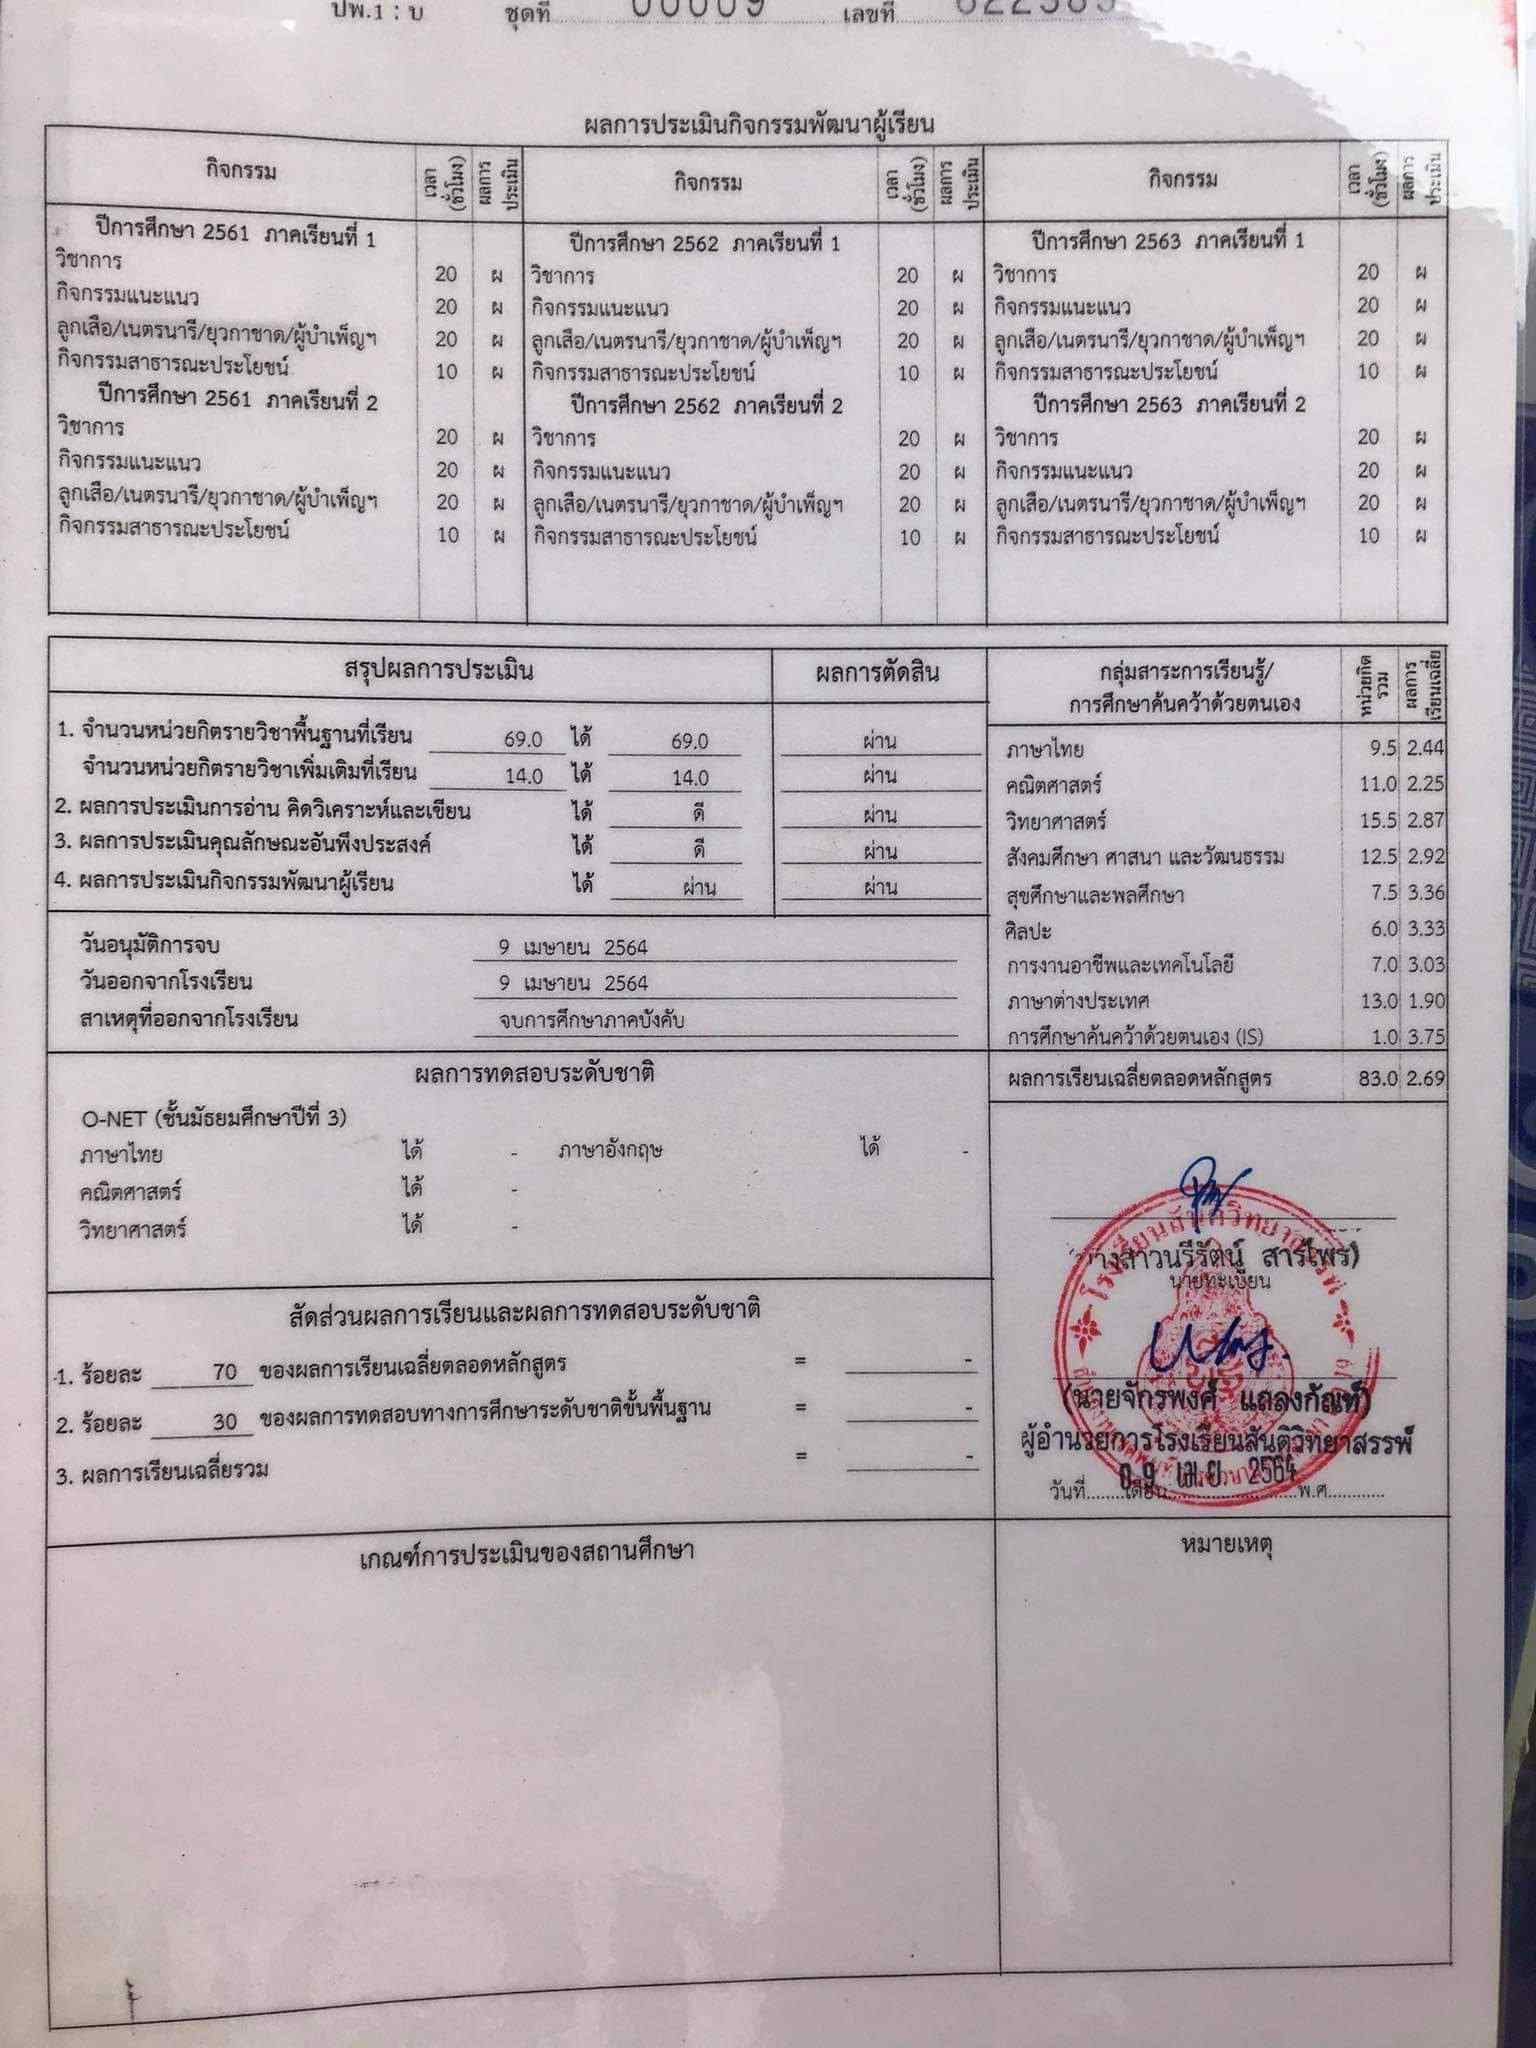 ปพ.1 : บ ชุดที่ 00009 เลขที่
ผลการประเมินกิจกรรมพัฒนาผู้เรียน
กิจกรรม เวลา (ชั่วโมง) ผลการประเมิน กิจกรรม เวลา (ชั่วโมง) ผลการประเมิน กิจกรรม เวลา (ชั่วโมง) ผลการประเมิน
ปีการศึกษา 2561 ภาคเรียนที่ 1 ปีการศึกษา 2562 ภาคเรียนที่ 1 ปีการศึกษา 2563 ภาคเรียนที่ 1
วิชาการ 20 ผ วิชาการ 20 ผ วิชาการ 20 ผ
กิจกรรมแนะแนว 20 ผ กิจกรรมแนะแนว 20 ผ กิจกรรมแนะแนว 20 ผ
ลูกเสือ/เนตรนารี/ยุวกาชาด/ผู้บำเพ็ญฯ 20 ผ ลูกเสือ/เนตรนารี/ยุวกาชาด/ผู้บำเพ็ญฯ 20 ผ ลูกเสือ/เนตรนารี/ยุวกาชาด/ผู้บำเพ็ญฯ 20 ผ
กิจกรรมสาธารณะประโยชน์ 10 ผ กิจกรรมสาธารณะประโยชน์ 10 ผ กิจกรรมสาธารณะประโยชน์ 10 ผ
ปีการศึกษา 2561 ภาคเรียนที่ 2 ปีการศึกษา 2562 ภาคเรียนที่ 2 ปีการศึกษา 2563 ภาคเรียนที่ 2
วิชาการ 20 ผ วิชาการ 20 ผ วิชาการ 20 ผ
กิจกรรมแนะแนว 20 ผ กิจกรรมแนะแนว 20 ผ กิจกรรมแนะแนว 20 ผ
ลูกเสือ/เนตรนารี/ยุวกาชาด/ผู้บำเพ็ญฯ 20 ผ ลูกเสือ/เนตรนารี/ยุวกาชาด/ผู้บำเพ็ญฯ 20 ผ ลูกเสือ/เนตรนารี/ยุวกาชาด/ผู้บำเพ็ญฯ 20 ผ
กิจกรรมสาธารณะประโยชน์ 10 ผ กิจกรรมสาธารณะประโยชน์ 10 ผ กิจกรรมสาธารณะประโยชน์ 10 ผ
สรุปผลการประเมิน ผลการตัดสิน
1. จำนวนหน่วยกิตรายวิชาพื้นฐานที่เรียน 69.0 ได้ 69.0 ผ่าน
จำนวนหน่วยกิตรายวิชาเพิ่มเติมที่เรียน 14.0 ได้ 14.0 ผ่าน
2. ผลการประเมินการอ่าน คิดวิเคราะห์และเขียน ได้ ดี ผ่าน
3. ผลการประเมินคุณลักษณะอันพึงประสงค์ ได้ ดี ผ่าน
4. ผลการประเมินกิจกรรมพัฒนาผู้เรียน ได้ ผ่าน ผ่าน
วันอนุมัติการจบ 9 เมษายน 2564
วันออกจากโรงเรียน 9 เมษายน 2564
สาเหตุที่ออกจากโรงเรียน จบการศึกษาภาคบังคับ
กลุ่มสาระการเรียนรู้/ หน่วยกิตรวม ผลการเรียนเฉลี่ย
การศึกษาค้นคว้าด้วยตนเอง
ภาษาไทย 9.5 2.44
คณิตศาสตร์ 11.0 2.25
วิทยาศาสตร์ 15.5 2.87
สังคมศึกษา ศาสนา และวัฒนธรรม 12.5 2.92
สุขศึกษาและพลศึกษา 7.5 3.36
ศิลปะ 6.0 3.33
การงานอาชีพและเทคโนโลยี 7.0 3.03
ภาษาต่างประเทศ 13.0 1.90
การศึกษาค้นคว้าด้วยตนเอง (IS) 1.0 3.75
ผลการเรียนเฉลี่ยตลอดหลักสูตร 83.0 2.69
ผลการทดสอบระดับชาติ
O-NET (ชั้นมัธยมศึกษาปีที่ 3)
ภาษาไทย ได้ - ภาษาอังกฤษ ได้ -
คณิตศาสตร์ ได้ -
วิทยาศาสตร์ ได้ -
สัดส่วนผลการเรียนและผลการทดสอบระดับชาติ
1. ร้อยละ 70 ของผลการเรียนเฉลี่ยตลอดหลักสูตร = -
2. ร้อยละ 30 ของผลการทดสอบทางการศึกษาระดับชาติขั้นพื้นฐาน = -
3. ผลการเรียนเฉลี่ยรวม = -
โรงเรียนสันติวิทยาสรรพ์
สารไพร)
นายทะเบียน
(นายจักรพงศ์ แถลงกัณฑ์)
ผู้อำนวยการโรงเรียนสันติวิทยาสรรพ์
09 เม.ย. 2564
วันที่........เดือน..............พ.ศ............
เกณฑ์การประเมินของสถานศึกษา หมายเหตุ